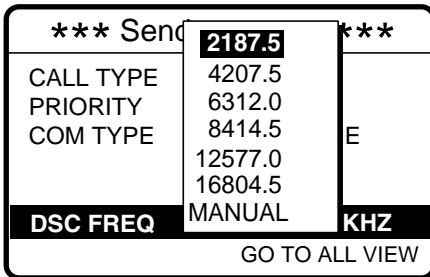 *** Send ***
2187.5
CALL TYPE 4207.5
PRIORITY 6312.0
COM TYPE 8414.5 E
12577.0
16804.5
DSC FREQ MANUAL KHZ
GO TO ALL VIEW